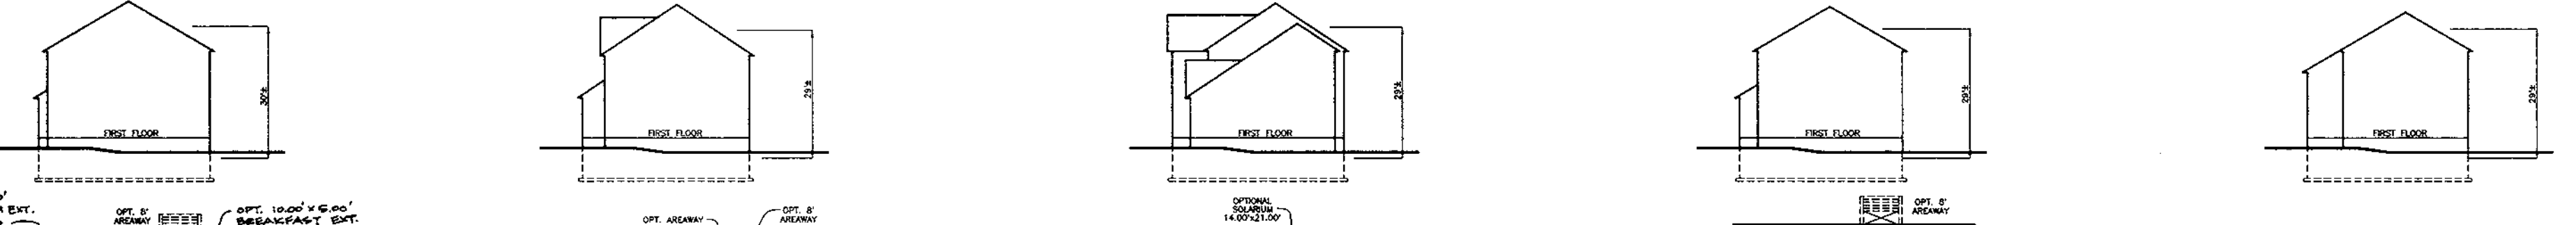 30'±
29'±
29'±
29'±
29'±
FIRST FLOOR
FIRST FLOOR
FIRST FLOOR
FIRST FLOOR
FIRST FLOOR
EXT.
OPT. 8'
AREAWAY
OPT. 10.00' X 5.00'
BREAKFAST EXT.
OPT. AREAWAY
OPT. 8'
AREAWAY
OPTIONAL
SOLARIUM
14.00'x21.00'
OPT. 8'
AREAWAY